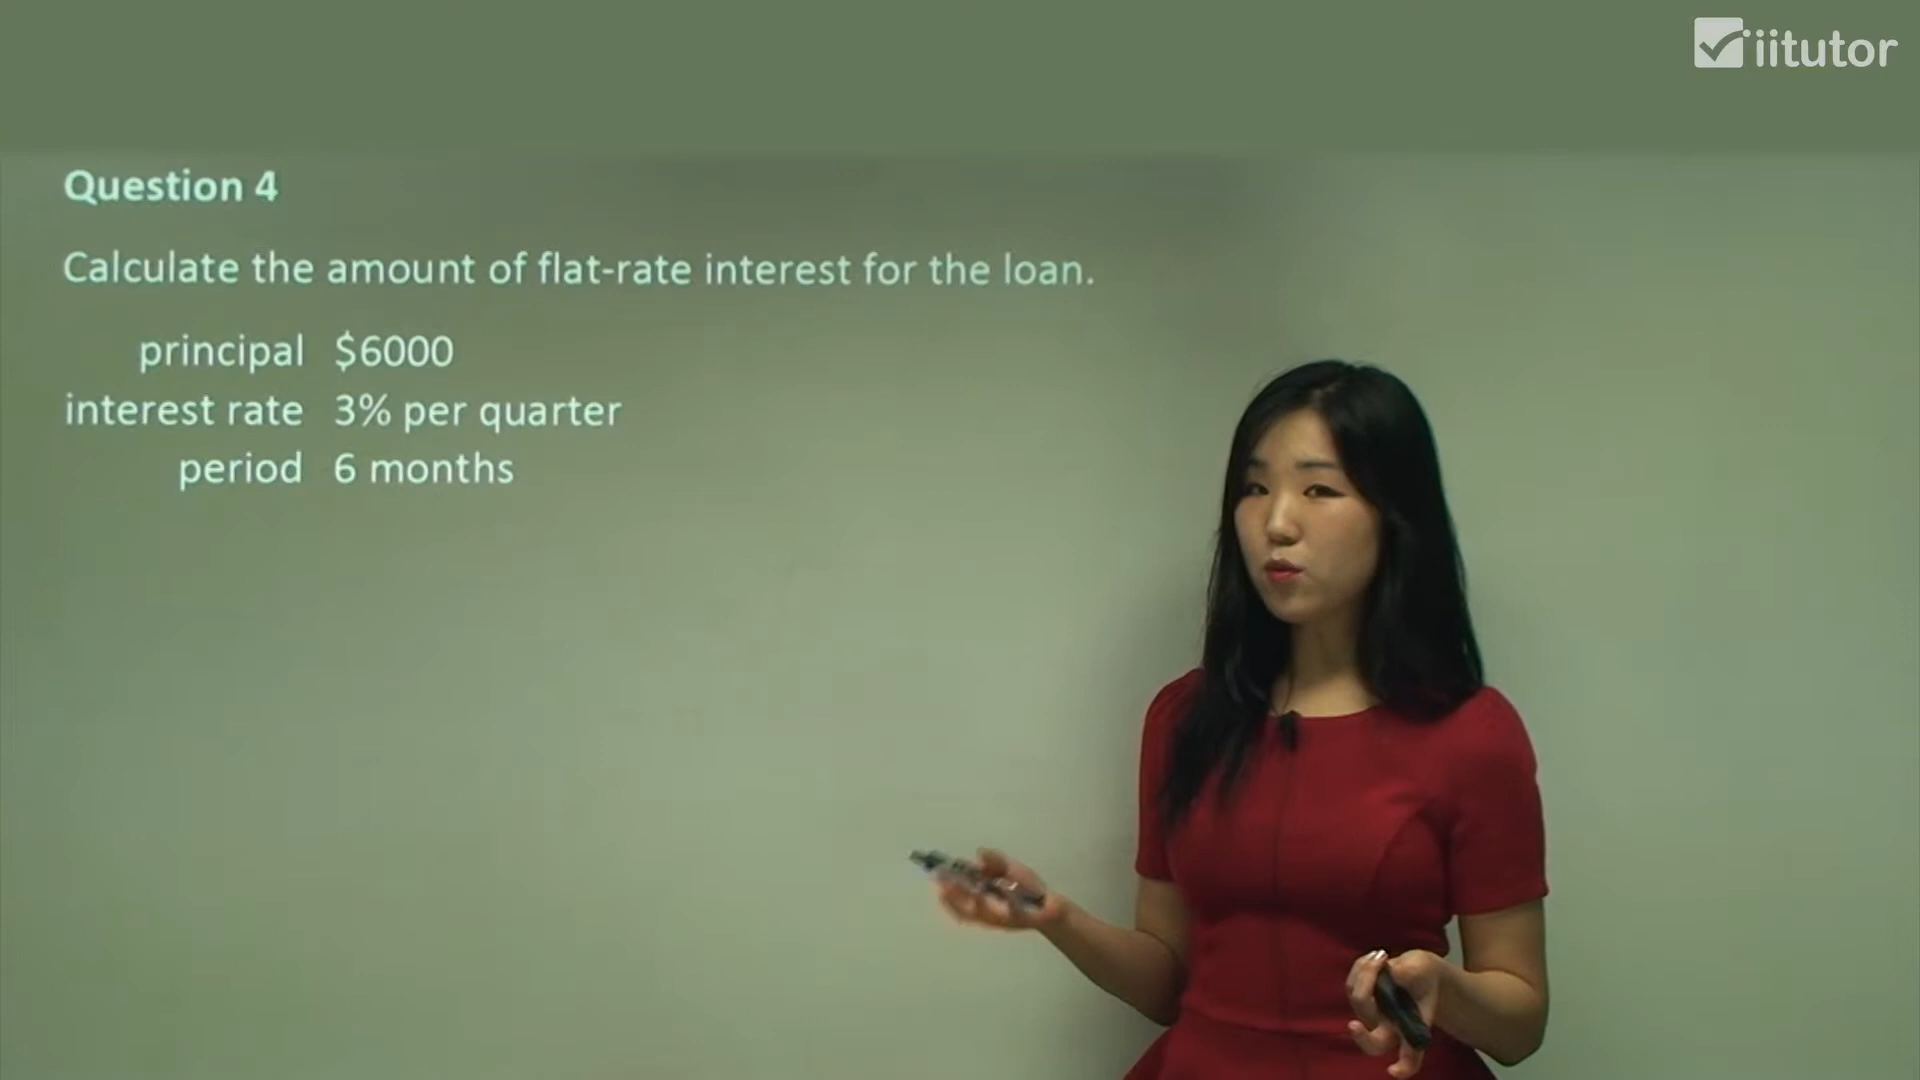 iitutor
Question 4
Calculate the amount of flat-rate interest for the loan.
principal $6000
interest rate 3% per quarter
period 6 months